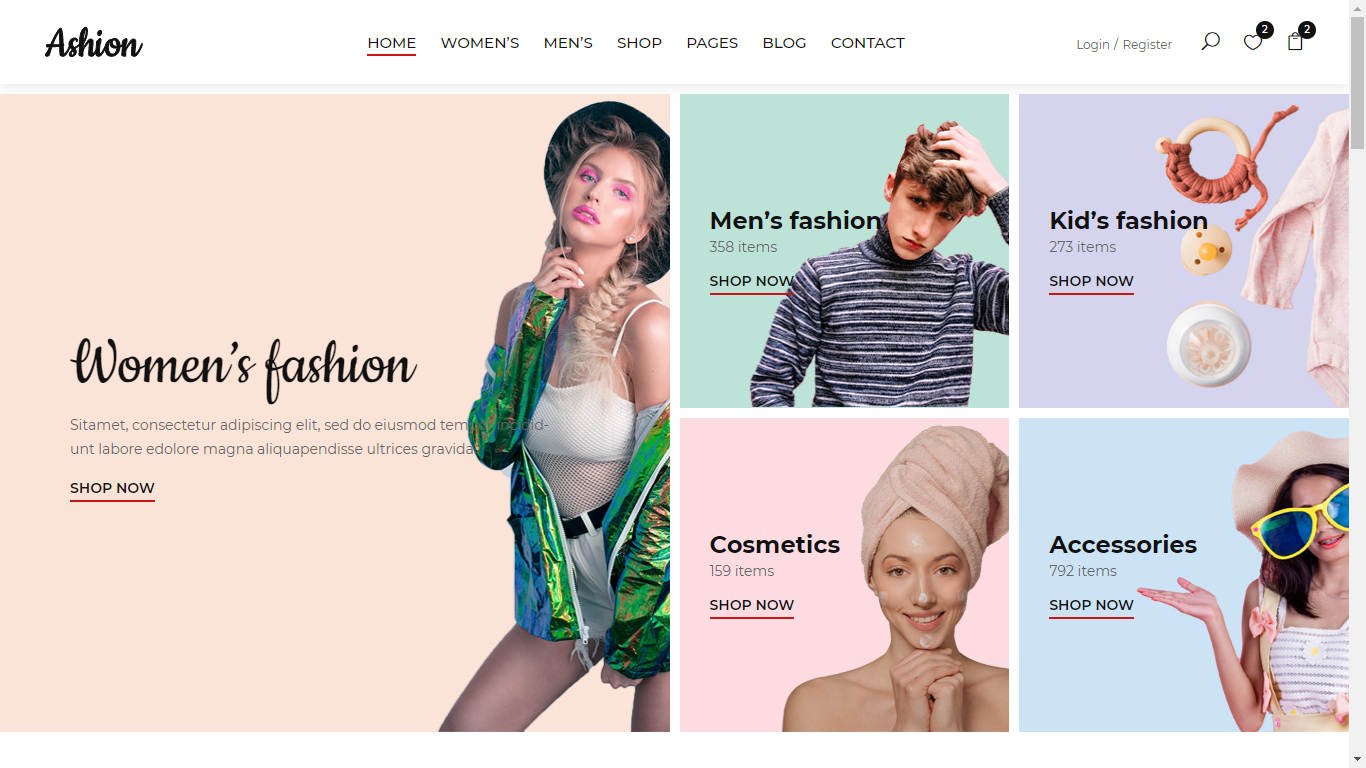 Ashion
HOME WOMEN'S MEN'S SHOP PAGES BLOG CONTACT
Login / Register
2
2
Women's fashion
Sitamet, consectetur adipiscing elit, sed do eiusmod
unt labore edolore magna aliquapendisse ultrices gravida
SHOP NOW
Men's fashion
358 items
SHOP NOW
Kid's fashion
273 items
SHOP NOW
Cosmetics
159 items
SHOP NOW
Accessories
792 items
SHOP NOW